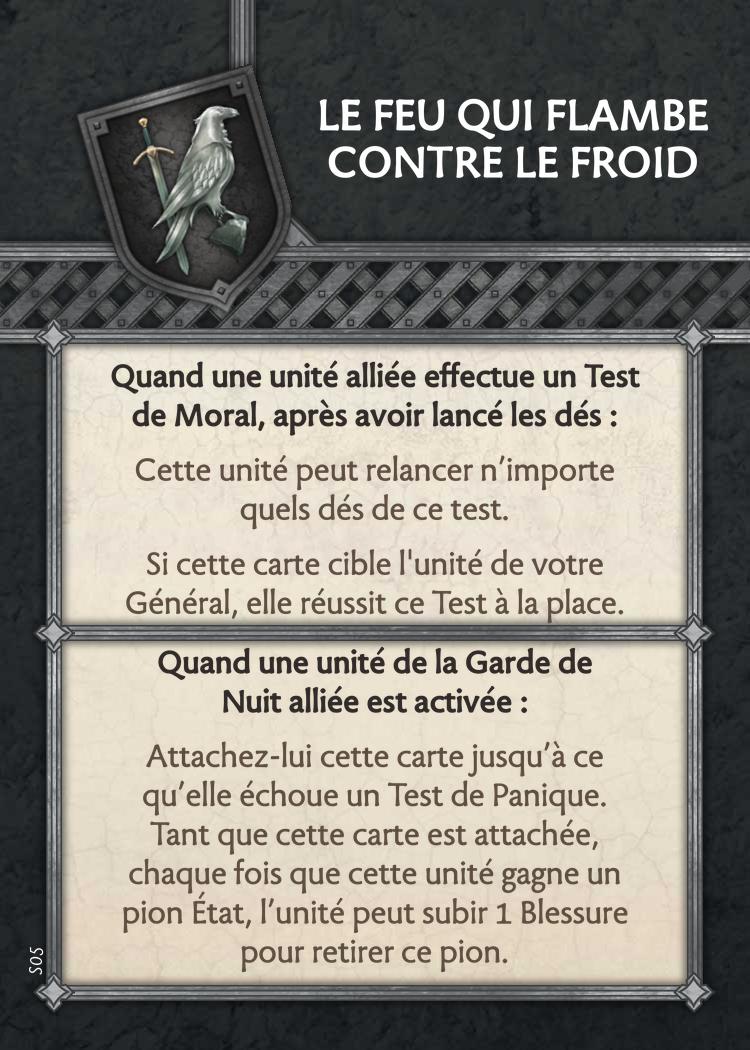 LE FEU QUI FLAMBE
CONTRE LE FROID
Quand une unité alliée effectue un Test
de Moral, après avoir lancé les dés :
Cette unité peut relancer n’importe
quels dés de ce test.
Si cette carte cible l'unité de votre
Général, elle réussit ce Test à la place.
Quand une unité de la Garde de
Nuit alliée est activée :
Attachez-lui cette carte jusqu’à ce
qu’elle échoue un Test de Panique.
Tant que cette carte est attachée,
chaque fois que cette unité gagne un
pion État, l’unité peut subir 1 Blessure
pour retirer ce pion.
S05